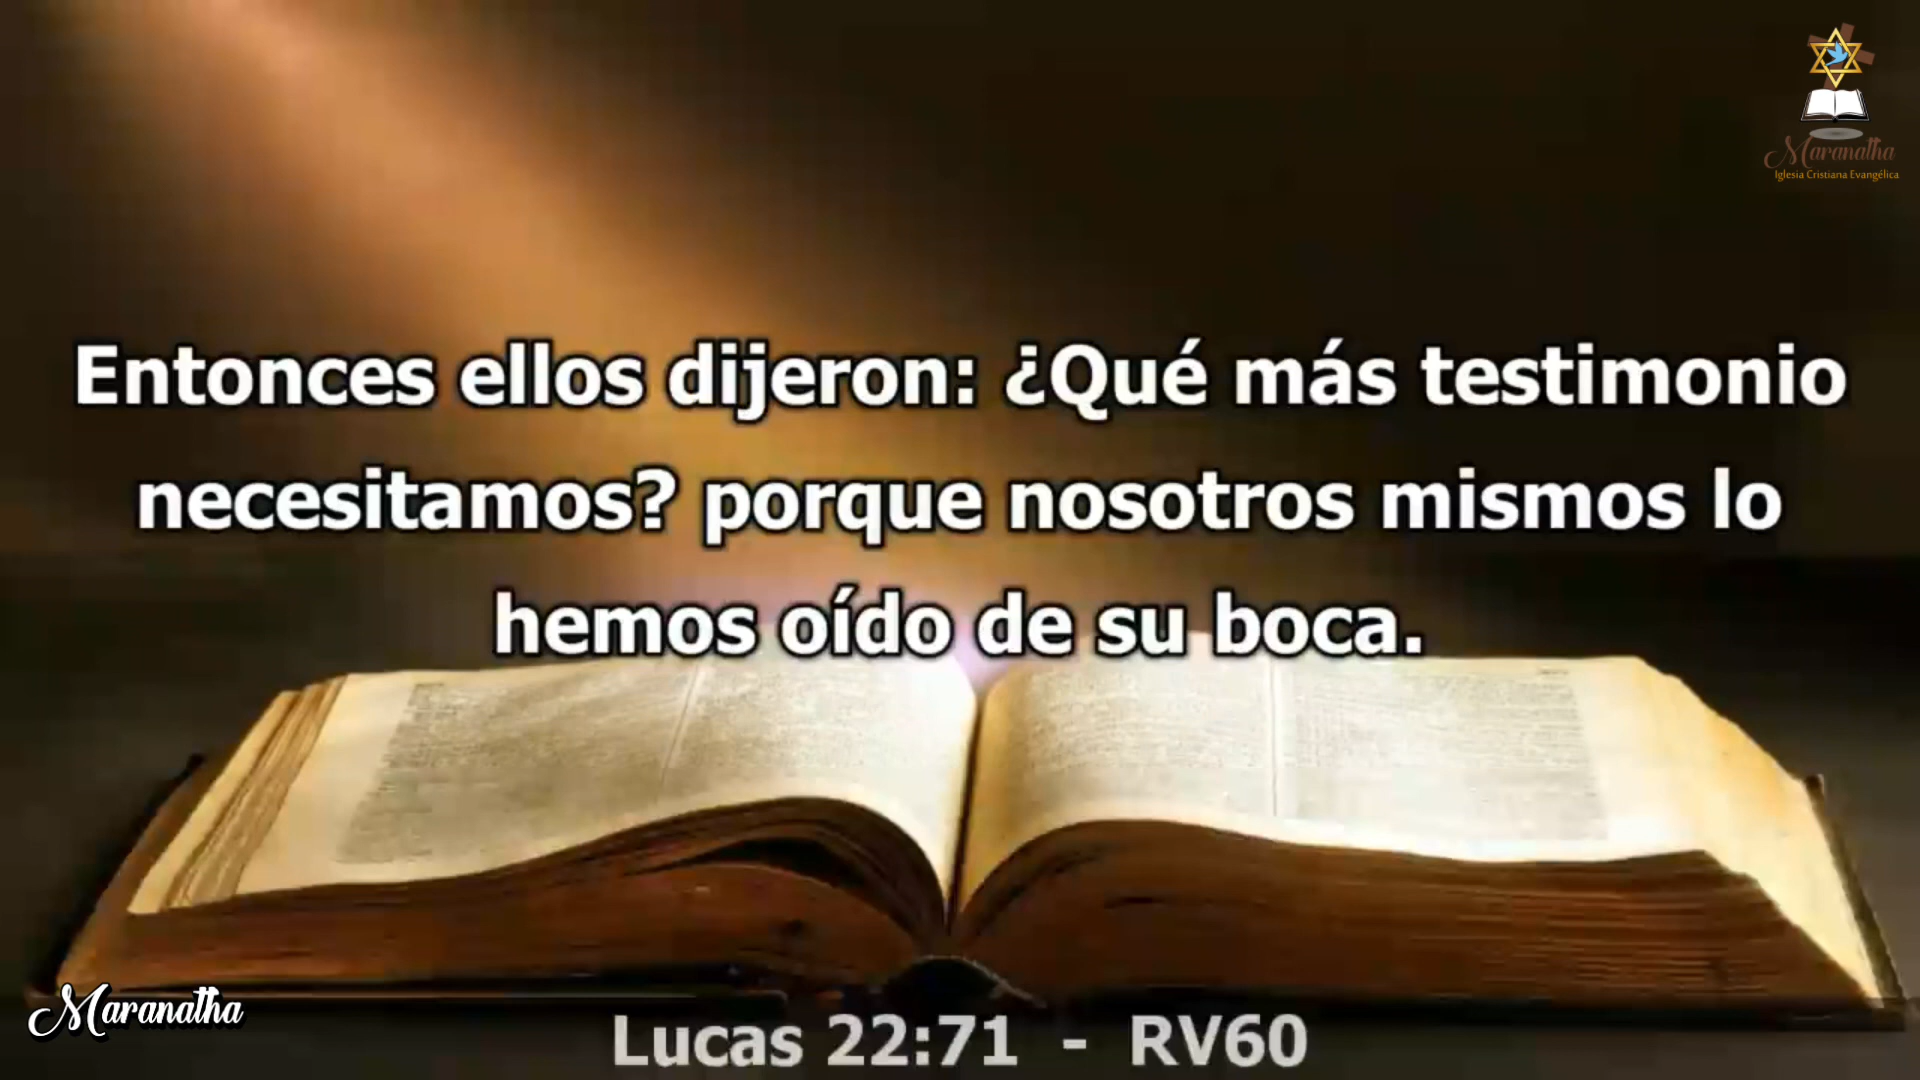 Maranatha
Iglesia Cristiana Evangélica
Entonces ellos dijeron: ¿Qué más testimonio
necesitamos? porque nosotros mismos lo
hemos oído de su boca.
Maranatha
Lucas 22:71 - RV60